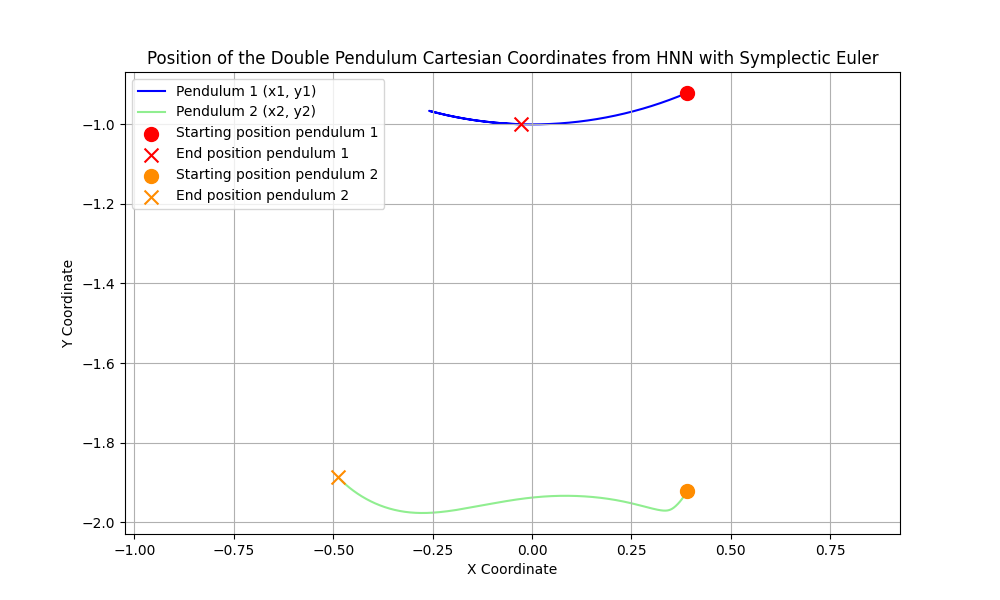 Position of the Double Pendulum Cartesian Coordinates from HNN with Symplectic Euler
Pendulum 1 (x1, y1)
Pendulum 2 (x2, y2)
Starting position pendulum 1
End position pendulum 1
Starting position pendulum 2
End position pendulum 2
−1.0
−1.2
−1.4
−1.6
−1.8
−2.0
Y Coordinate
−1.00 −0.75 −0.50 −0.25 0.00 0.25 0.50 0.75
X Coordinate